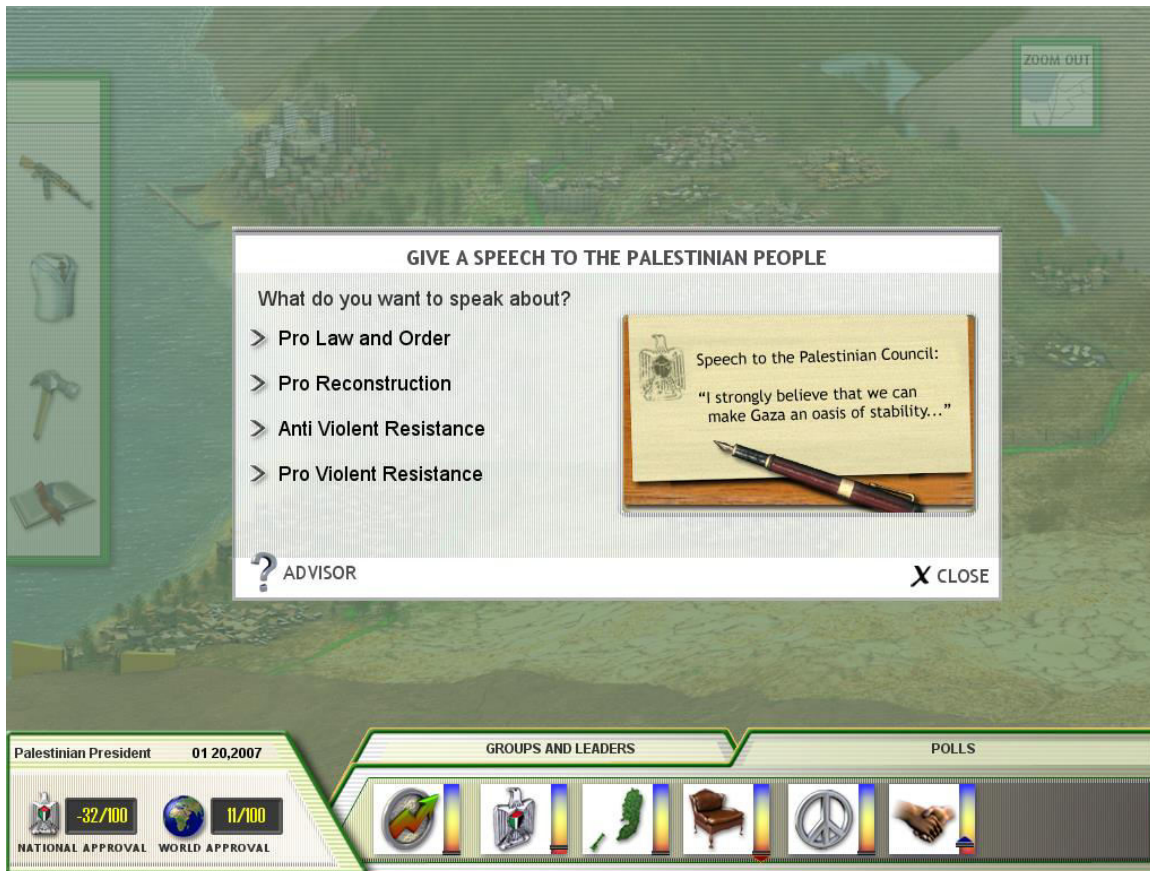 ZOOM OUT
GIVE A SPEECH TO THE PALESTINIAN PEOPLE
What do you want to speak about?
Pro Law and Order
Pro Reconstruction
Anti Violent Resistance
Pro Violent Resistance
Speech to the Palestinian Council:
“I strongly believe that we can
make Gaza an oasis of stability...”
? ADVISOR
X CLOSE
Palestinian President 01 20,2007
GROUPS AND LEADERS
POLLS
-32/100
11/100
NATIONAL APPROVAL
WORLD APPROVAL